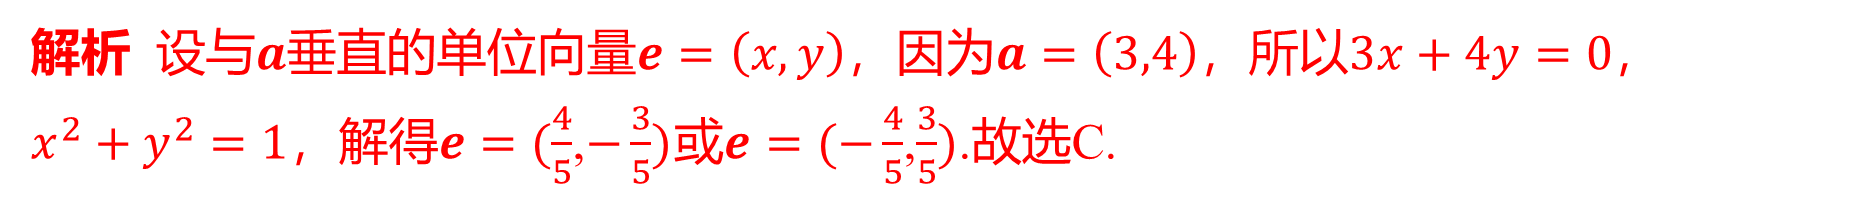 解析 设与a垂直的单位向量e = (x, y)，因为a = (3,4)，所以3x + 4y = 0，
x² + y² = 1，解得e = (4/5,−3/5)或e = (−4/5,3/5).故选C.